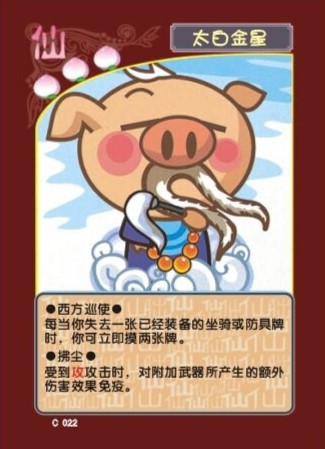 仙
太白金星
●西方巡使●
每当你失去一张已经装备的坐骑或防具牌
时，你可立即摸两张牌。
●拂尘●
受到攻攻击时，对附加武器所产生的额外
伤害效果免疫。
C 022